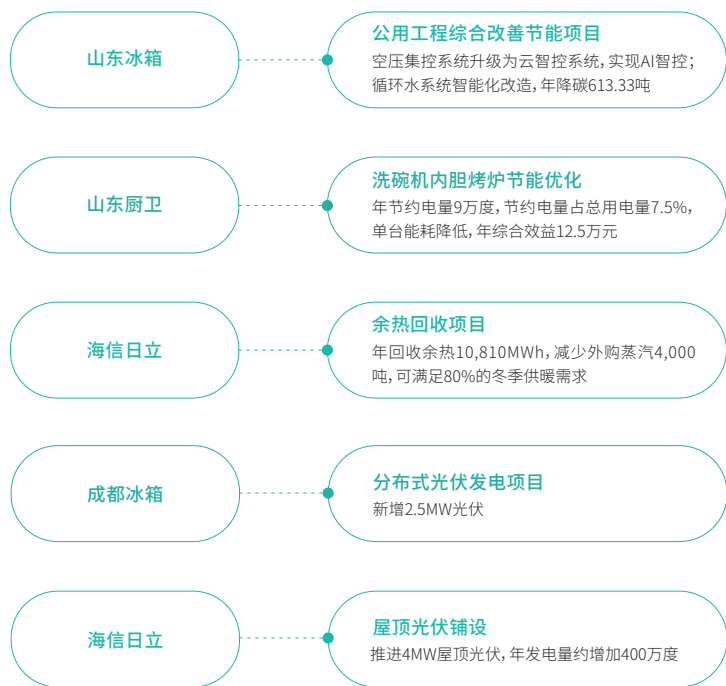 山东冰箱
公用工程综合改善节能项目
空压集控系统升级为云智控系统，实现AI智控；
循环水系统智能化改造，年降碳613.33吨
山东厨卫
洗碗机内胆烤炉节能优化
年节约电量9万度，节约电量占总用电量7.5%，
单台能耗降低，年综合效益12.5万元
海信日立
余热回收项目
年回收余热10,810MWh，减少外购蒸汽4,000
吨，可满足80%的冬季供暖需求
成都冰箱
分布式光伏发电项目
新增2.5MW光伏
海信日立
屋顶光伏铺设
推进4MW屋顶光伏，年发电量约增加400万度